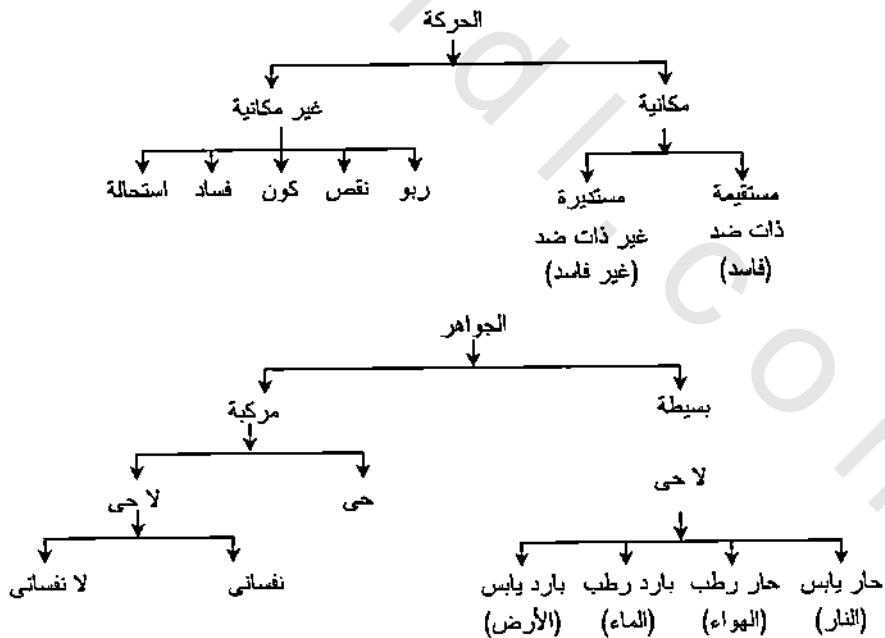 الحركة
مكانية غير مكانية
ربو نقص كون فساد استحالة
مستقيمة مستكيرة
ذات ضد غير ذات ضد
(فاسد) (غير فاسد)
الجواهر
بسيطة مركبة
لا حى حى لا حى
حار يابس حار رطب بارد رطب بارد يابس نفسانى لا نفسانى
(النار) (الهواء) (الماء) (الأرض)